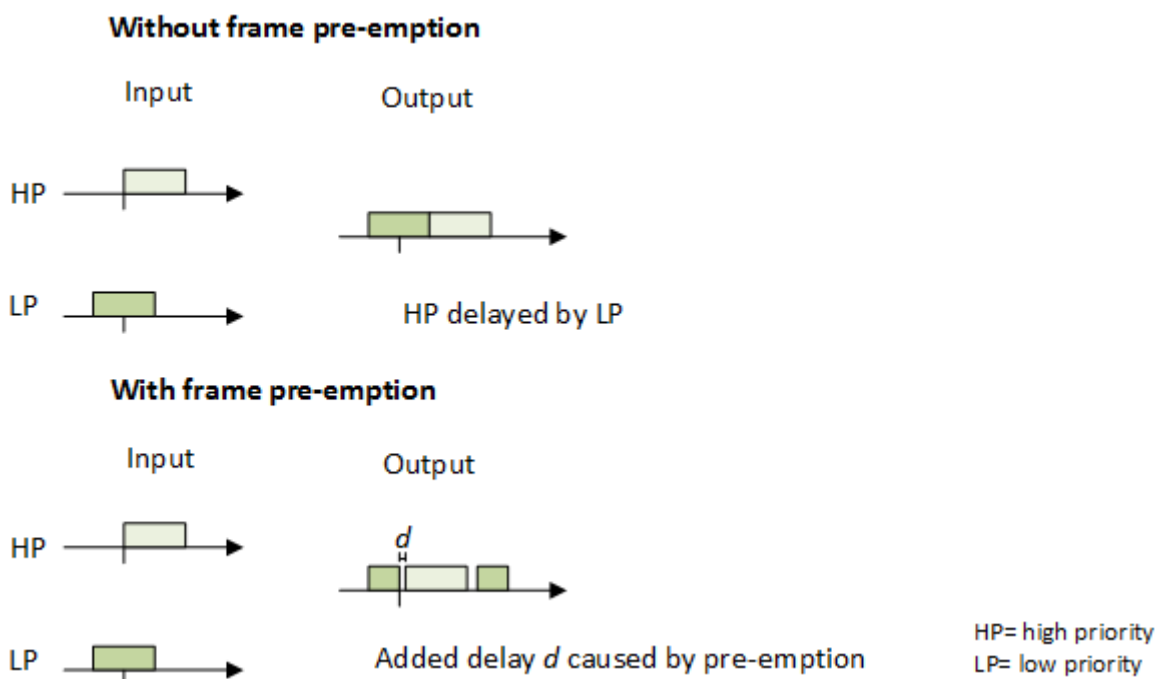 Without frame pre-emption
Input
Output
HP
LP
HP delayed by LP
With frame pre-emption
Input
Output
HP
d
LP
Added delay d caused by pre-emption
HP= high priority
LP= low priority